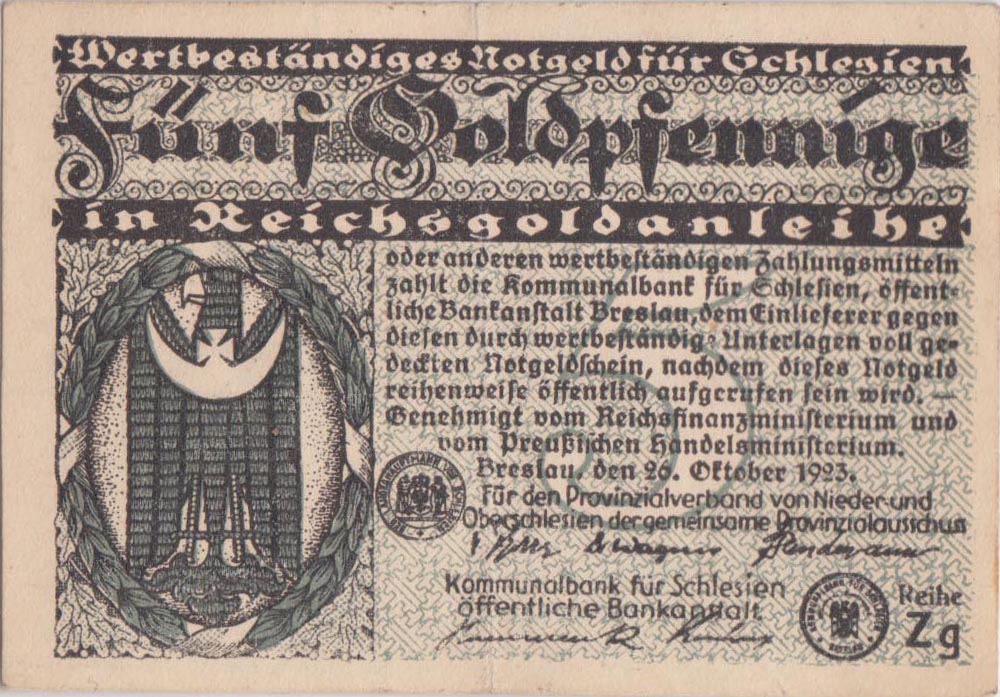 Wertbeständiges Notgeld für Schlesien
Fünf Goldpfennige
in Reichsgoldanleihe
oder anderen wertbeständigen Zahlungsmitteln
zahlt die Kommunalbank für Schlesien, öffent-
liche Bankanstalt Breslau, dem Einlieferer gegen
diesen durch wertbeständige Unterlagen voll ge-
deckten Notgeldschein, nachdem dieses Notgeld
reihenweise öffentlich aufgerufen sein wird. —
Genehmigt vom Reichsfinanzministerium und
vom Preußischen Handelsministerium.
Breslau, den 26. Oktober 1923.
Für den Provinzialverband von Nieder-und
Oberschlesien der gemeinsame Provinzialausschuss
Kommunalbank für Schlesien
öffentliche Bankanstalt
Reihe
Zg
5